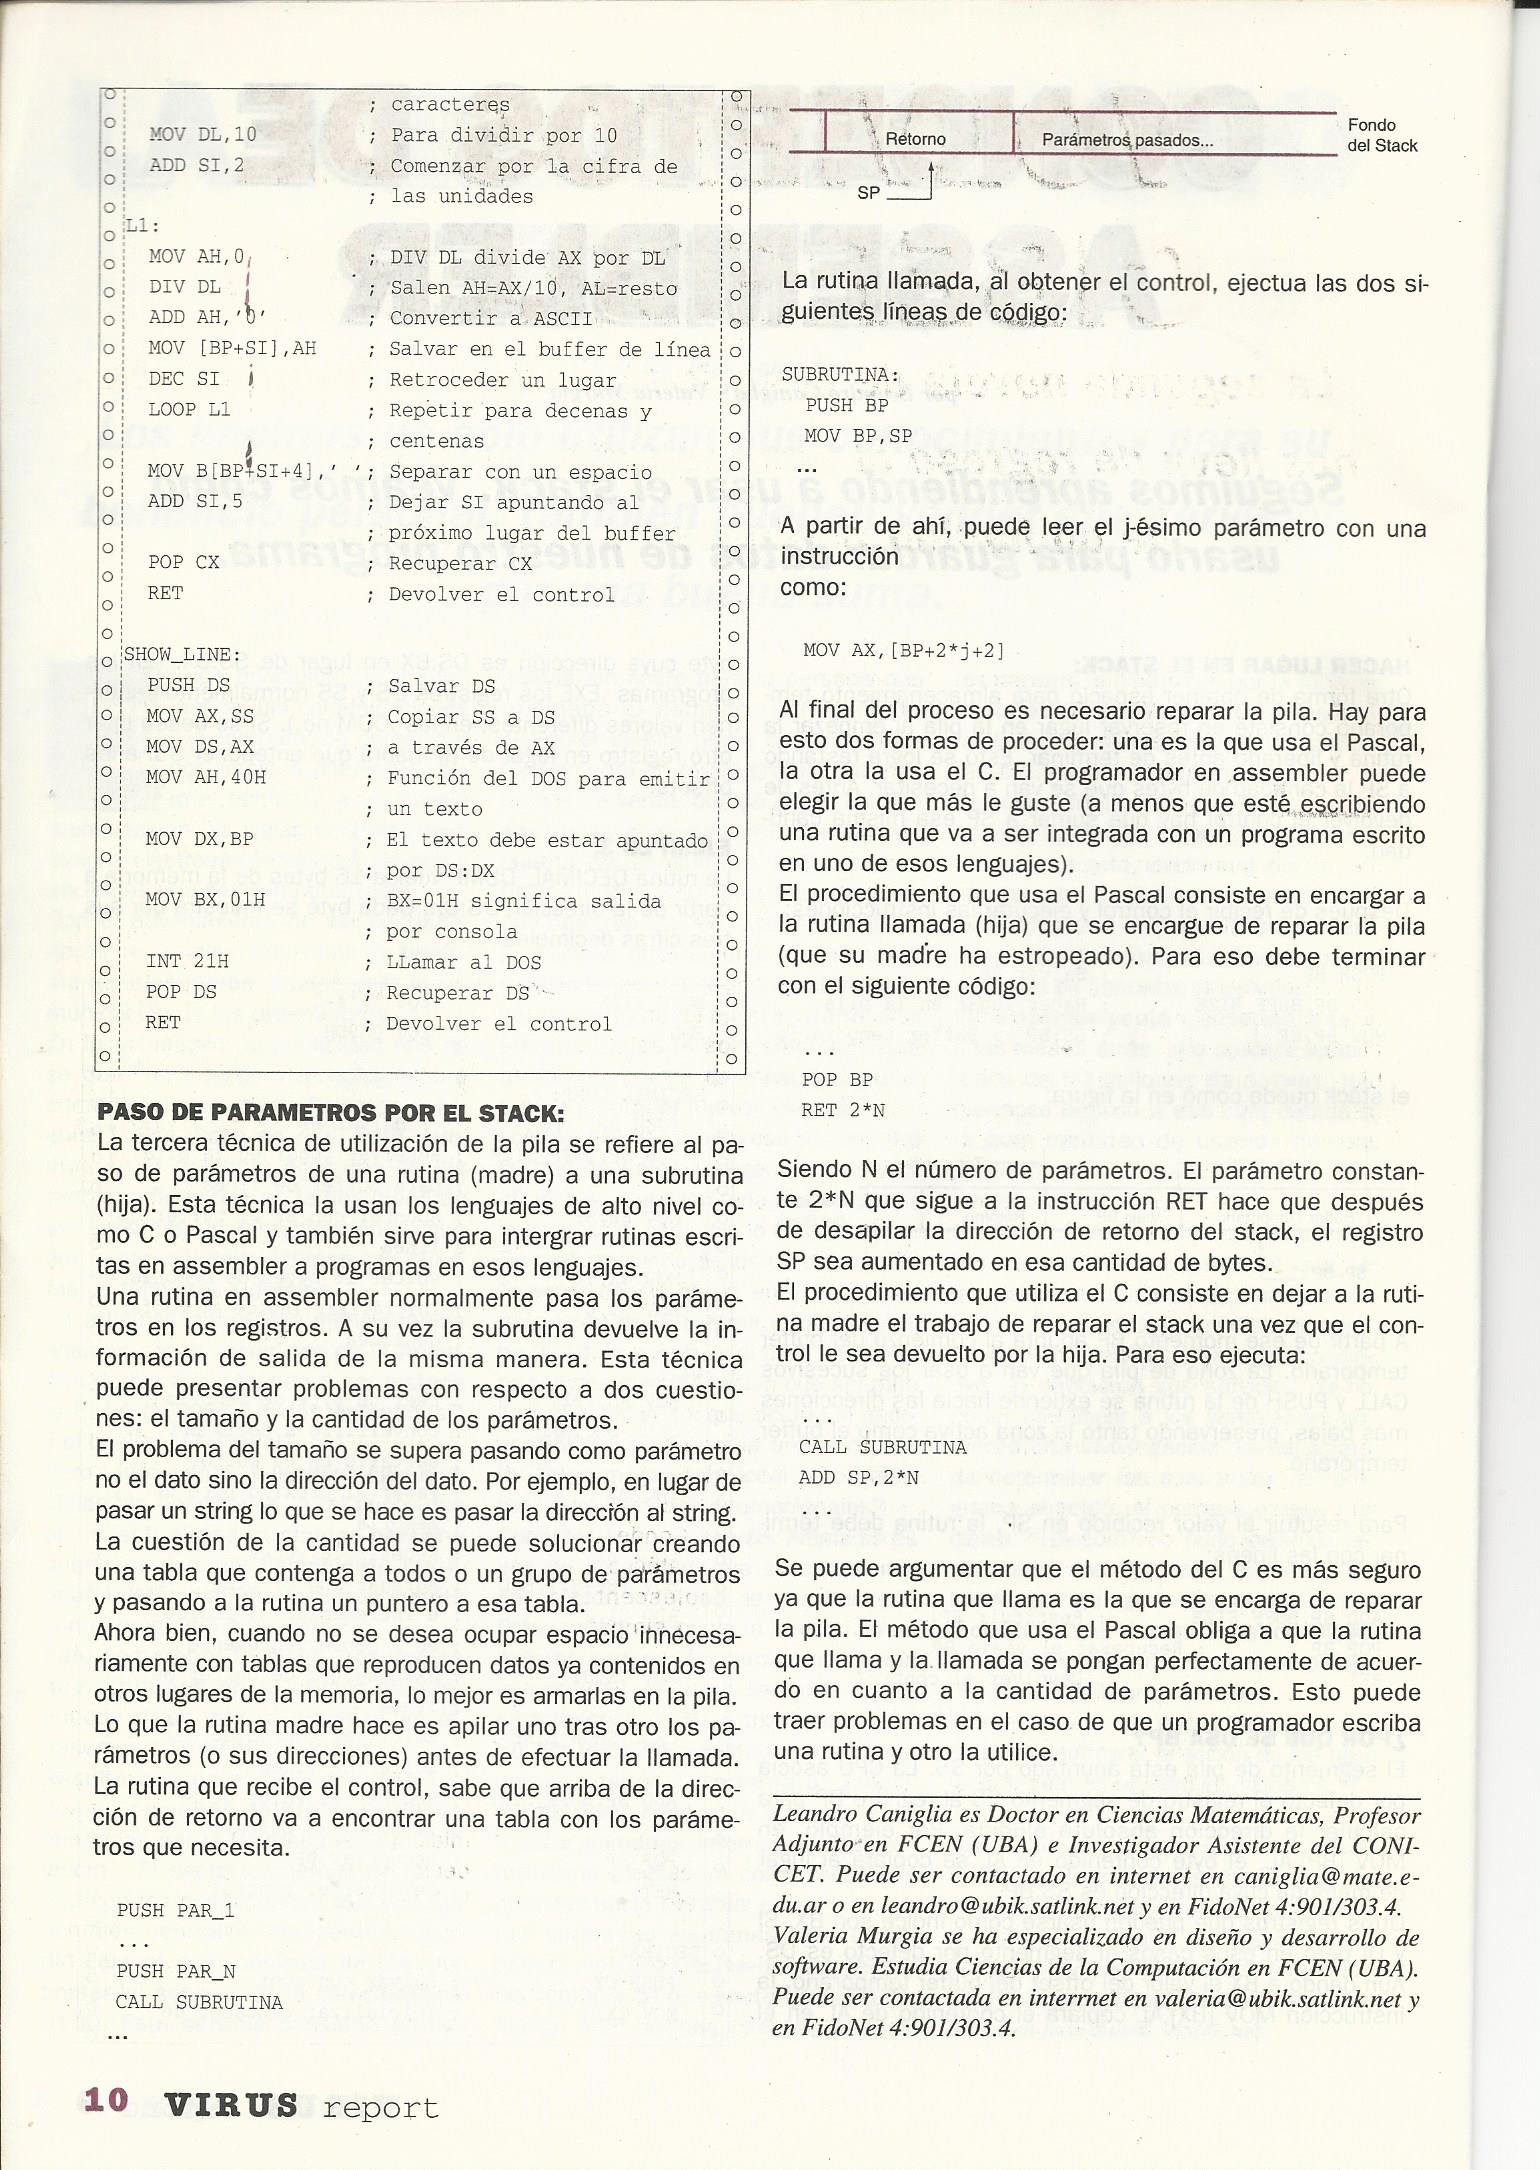 ; caracteres
MOV DL,10 ; Para dividir por 10
ADD SI,2 ; Comenzar por la cifra de
; las unidades
L1:
MOV AH,0 ; DIV DL divide AX por DL
DIV DL ; Salen AH=AX/10, AL=resto
ADD AH,'0' ; Convertir a ASCII
MOV [BP+SI],AH ; Salvar en el buffer de línea
DEC SI ; Retroceder un lugar
LOOP L1 ; Repetir para decenas y
; centenas
MOV B[BP+SI+4],' '; Separar con un espacio
ADD SI,5 ; Dejar SI apuntando al
; próximo lugar del buffer
POP CX ; Recuperar CX
RET ; Devolver el control
SHOW_LINE:
PUSH DS ; Salvar DS
MOV AX,SS ; Copiar SS a DS
MOV DS,AX ; a través de AX
MOV AH,40H ; Función del DOS para emitir
; un texto
MOV DX,BP ; El texto debe estar apuntado
; por DS:DX
MOV BX,01H ; BX=01H significa salida
; por consola
INT 21H ; LLamar al DOS
POP DS ; Recuperar DS
RET ; Devolver el control
PASO DE PARAMETROS POR EL STACK:
La tercera técnica de utilización de la pila se refiere al pa-
so de parámetros de una rutina (madre) a una subrutina
(hija). Esta técnica la usan los lenguajes de alto nivel co-
mo C o Pascal y también sirve para intergrar rutinas escri-
tas en assembler a programas en esos lenguajes.
Una rutina en assembler normalmente pasa los paráme-
tros en los registros. A su vez la subrutina devuelve la in-
formación de salida de la misma manera. Esta técnica
puede presentar problemas con respecto a dos cuestio-
nes: el tamaño y la cantidad de los parámetros.
El problema del tamaño se supera pasando como parámetro
no el dato sino la dirección del dato. Por ejemplo, en lugar de
pasar un string lo que se hace es pasar la dirección al string.
La cuestión de la cantidad se puede solucionar creando
una tabla que contenga a todos o un grupo de parámetros
y pasando a la rutina un puntero a esa tabla.
Ahora bien, cuando no se desea ocupar espacio innecesa-
riamente con tablas que reproducen datos ya contenidos en
otros lugares de la memoria, lo mejor es armarlas en la pila.
Lo que la rutina madre hace es apilar uno tras otro los pa-
rámetros (o sus direcciones) antes de efectuar la llamada.
La rutina que recibe el control, sabe que arriba de la direc-
ción de retorno va a encontrar una tabla con los paráme-
tros que necesita.
PUSH PAR_1
...
PUSH PAR_N
CALL SUBRUTINA
...
Retorno Parámetros pasados... Fondo
del Stack
SP
La rutina llamada, al obtener el control, ejectua las dos si-
guientes líneas de código:
SUBRUTINA:
PUSH BP
MOV BP,SP
...
A partir de ahí, puede leer el j-ésimo parámetro con una
instrucción
como:
MOV AX,[BP+2*j+2]
Al final del proceso es necesario reparar la pila. Hay para
esto dos formas de proceder: una es la que usa el Pascal,
la otra la usa el C. El programador en assembler puede
elegir la que más le guste (a menos que esté escribiendo
una rutina que va a ser integrada con un programa escrito
en uno de esos lenguajes).
El procedimiento que usa el Pascal consiste en encargar a
la rutina llamada (hija) que se encargue de reparar la pila
(que su madre ha estropeado). Para eso debe terminar
con el siguiente código:
...
POP BP
RET 2*N
Siendo N el número de parámetros. El parámetro constan-
te 2*N que sigue a la instrucción RET hace que después
de desapilar la dirección de retorno del stack, el registro
SP sea aumentado en esa cantidad de bytes.
El procedimiento que utiliza el C consiste en dejar a la ruti-
na madre el trabajo de reparar el stack una vez que el con-
trol le sea devuelto por la hija. Para eso ejecuta:
...
CALL SUBRUTINA
ADD SP,2*N
...
Se puede argumentar que el método del C es más seguro
ya que la rutina que llama es la que se encarga de reparar
la pila. El método que usa el Pascal obliga a que la rutina
que llama y la llamada se pongan perfectamente de acuer-
do en cuanto a la cantidad de parámetros. Esto puede
traer problemas en el caso de que un programador escriba
una rutina y otro la utilice.
Leandro Caniglia es Doctor en Ciencias Matemáticas, Profesor
Adjunto en FCEN (UBA) e Investigador Asistente del CONI-
CET. Puede ser contactado en internet en caniglia@mate.e-
du.ar o en leandro@ubik.satlink.net y en FidoNet 4:901/303.4.
Valeria Murgia se ha especializado en diseño y desarrollo de
software. Estudia Ciencias de la Computación en FCEN (UBA).
Puede ser contactada en interrnet en valeria@ubik.satlink.net y
en FidoNet 4:901/303.4.
10 VIRUS report